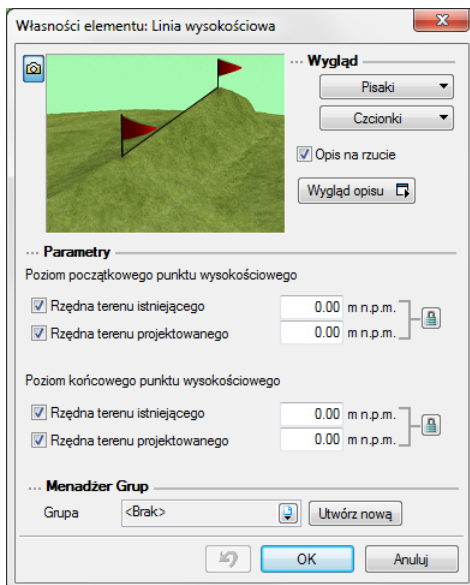 Własności elementu: Linia wysokościowa
Wygląd
Pisaki
Czcionki
Opis na rzucie
Wygląd opisu
Parametry
Poziom początkowego punktu wysokościowego
Rzędna terenu istniejącego 0.00 m n.p.m.
Rzędna terenu projektowanego 0.00 m n.p.m.
Poziom końcowego punktu wysokościowego
Rzędna terenu istniejącego 0.00 m n.p.m.
Rzędna terenu projektowanego 0.00 m n.p.m.
Menadżer Grup
Grupa <Brak> Utwórz nową
OK Anuluj